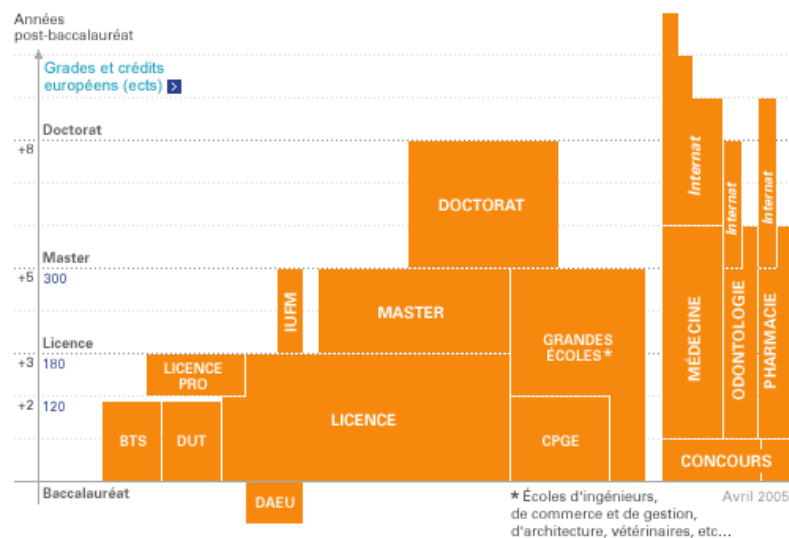 Années
post-baccalauréat
Grades et crédits
européens (ects)
Doctorat
+8
Master
+5 300
Licence
+3 180
+2 120
Baccalauréat
DOCTORAT
IUFM
MASTER
GRANDES
ÉCOLES*
LICENCE
PRO
LICENCE
BTS
DUT
CPGE
DAEU
Internat
Internat
Internat
MÉDECINE
ODONTOLOGIE
PHARMACIE
CONCOURS
* Écoles d'ingénieurs,
de commerce et de gestion,
d'architecture, vétérinaires, etc...
Avril 2005